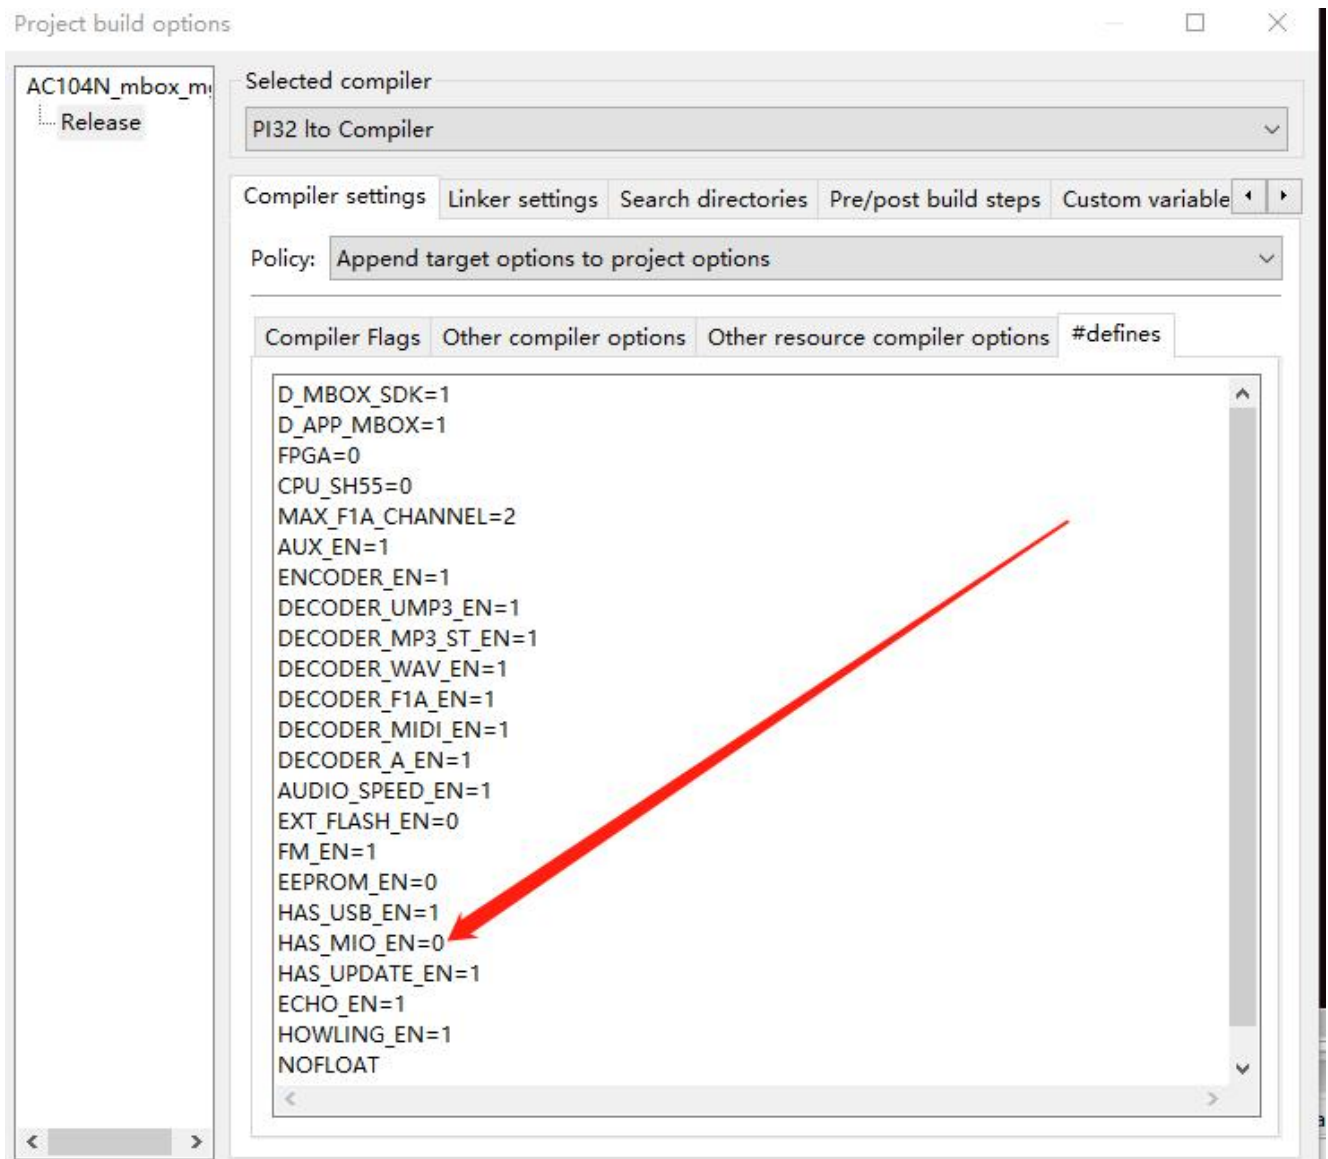 Project build options
AC104N_mbox_m
Release
Selected compiler
PI32 lto Compiler
Compiler settings Linker settings Search directories Pre/post build steps Custom variable
Policy: Append target options to project options
Compiler Flags Other compiler options Other resource compiler options #defines
D_MBOX_SDK=1
D_APP_MBOX=1
FPGA=0
CPU_SH55=0
MAX_F1A_CHANNEL=2
AUX_EN=1
ENCODER_EN=1
DECODER_UMP3_EN=1
DECODER_MP3_ST_EN=1
DECODER_WAV_EN=1
DECODER_F1A_EN=1
DECODER_MIDI_EN=1
DECODER_A_EN=1
AUDIO_SPEED_EN=1
EXT_FLASH_EN=0
FM_EN=1
EEPROM_EN=0
HAS_USB_EN=1
HAS_MIO_EN=0
HAS_UPDATE_EN=1
ECHO_EN=1
HOWLING_EN=1
NOFLOAT